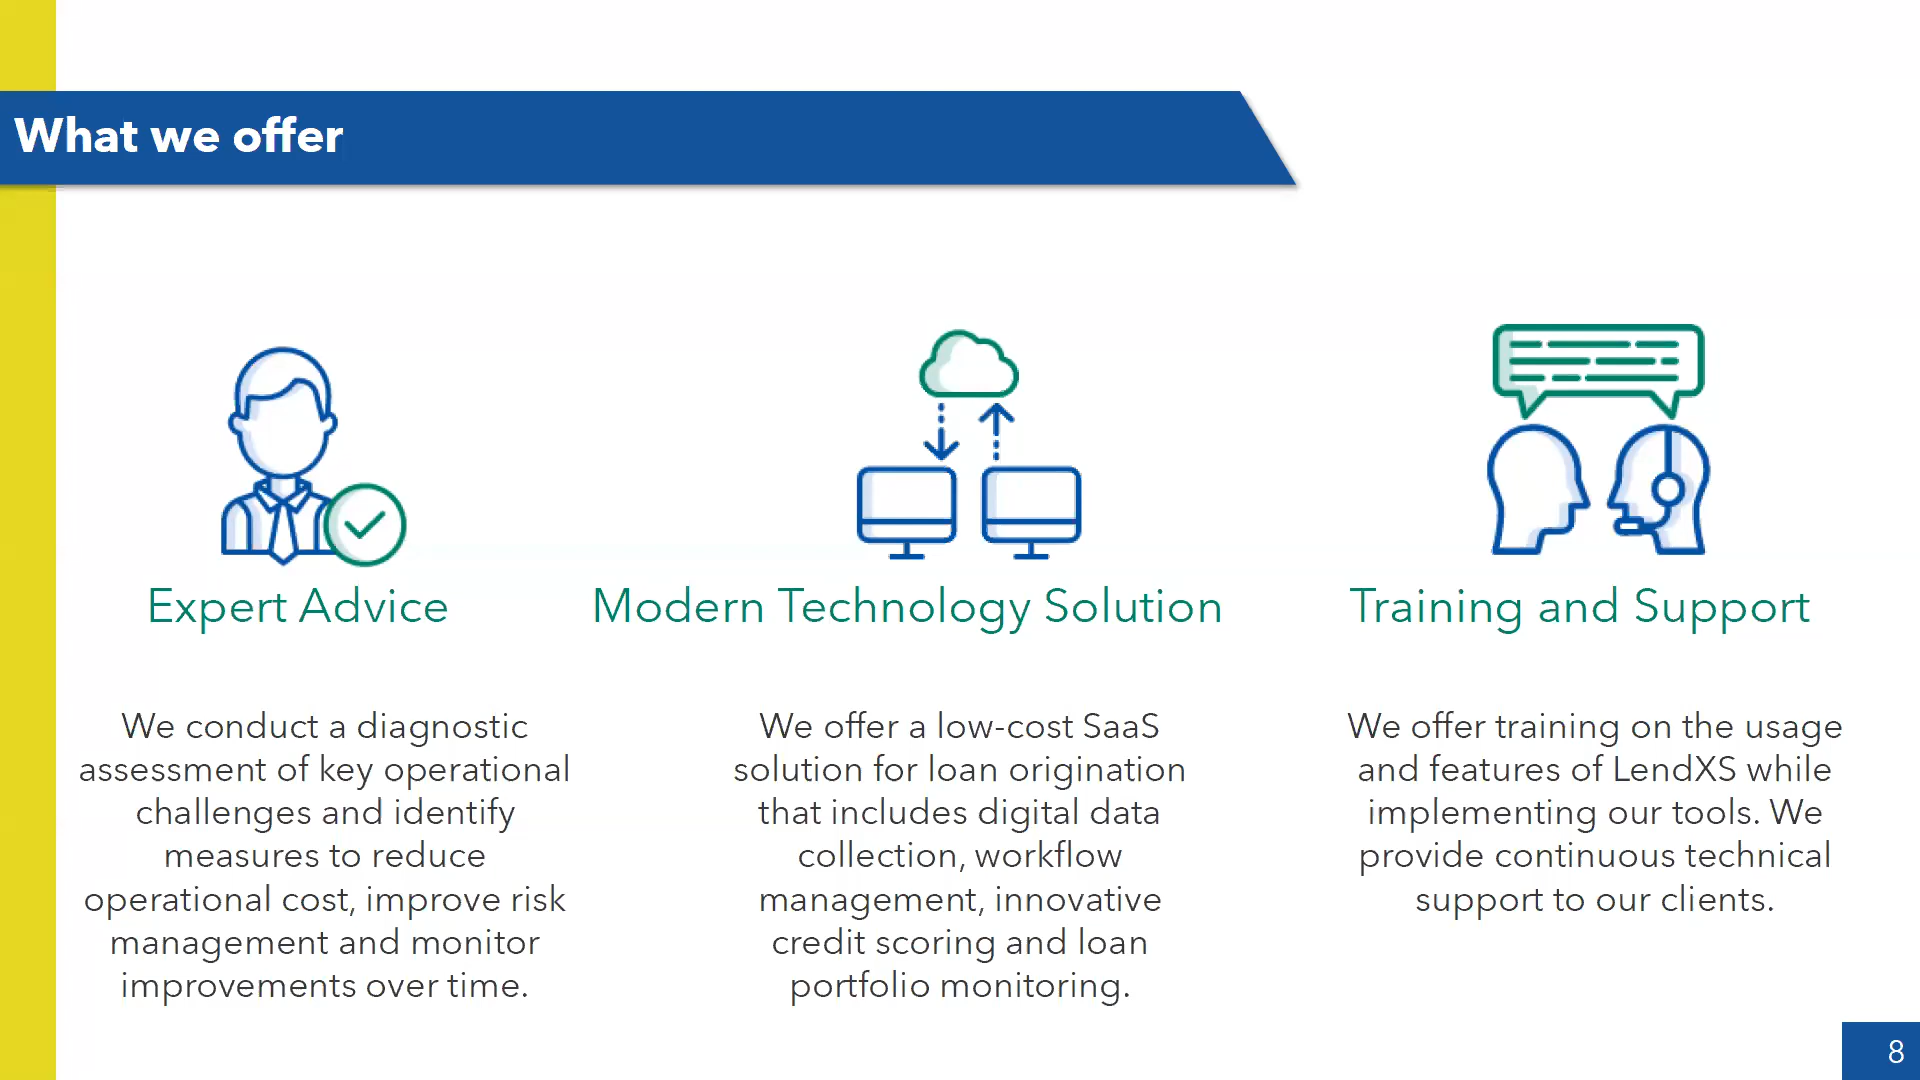 What we offer
Expert Advice
We conduct a diagnostic
assessment of key operational
challenges and identify
measures to reduce
operational cost, improve risk
management and monitor
improvements over time.
Modern Technology Solution
We offer a low-cost SaaS
solution for loan origination
that includes digital data
collection, workflow
management, innovative
credit scoring and loan
portfolio monitoring.
Training and Support
We offer training on the usage
and features of LendXS while
implementing our tools. We
provide continuous technical
support to our clients.
8